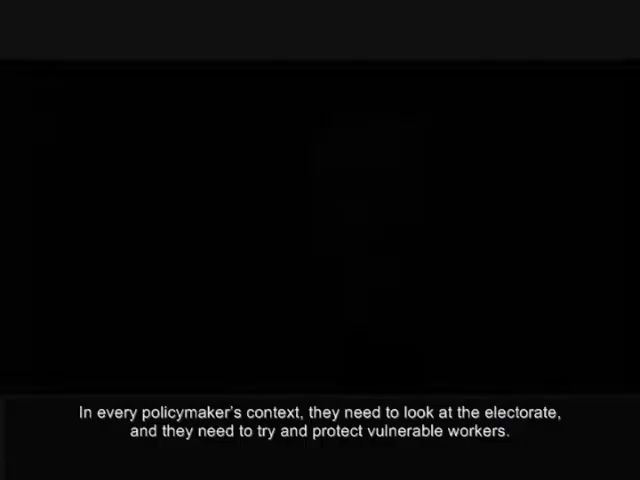 In every policymaker's context, they need to look at the electorate,
and they need to try and protect vulnerable workers.